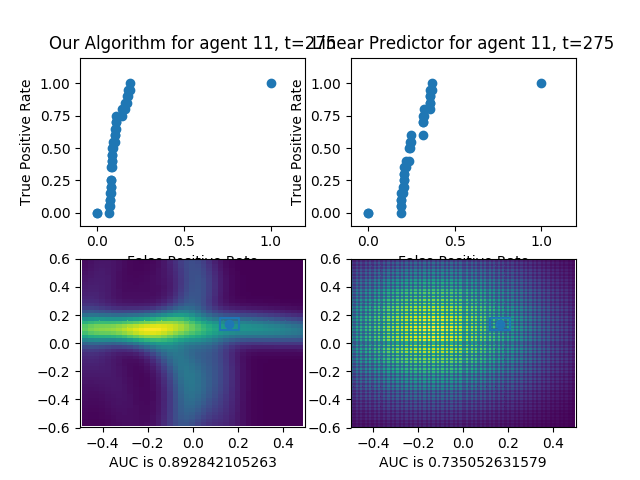 Our Algorithm for agent 11, t=275
Linear Predictor for agent 11, t=275
True Positive Rate
1.00
0.75
0.50
0.25
0.00
0.0 0.5 1.0
False Positive Rate
True Positive Rate
1.00
0.75
0.50
0.25
0.00
0.0 0.5 1.0
False Positive Rate
0.6
0.4
0.2
0.0
−0.2
−0.4
−0.6
−0.4 −0.2 0.0 0.2 0.4
AUC is 0.892842105263
0.6
0.4
0.2
0.0
−0.2
−0.4
−0.6
−0.4 −0.2 0.0 0.2 0.4
AUC is 0.735052631579